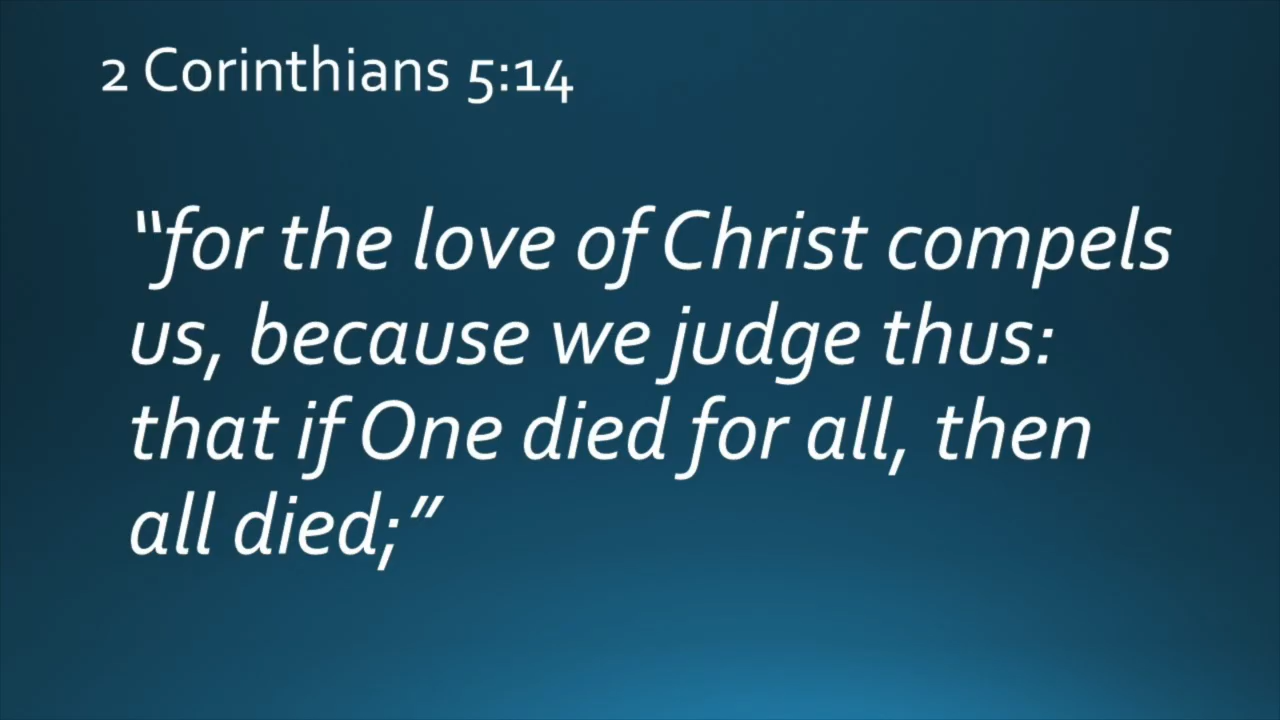 2 Corinthians 5:14
“for the love of Christ compels
us, because we judge thus:
that if One died for all, then
all died;”